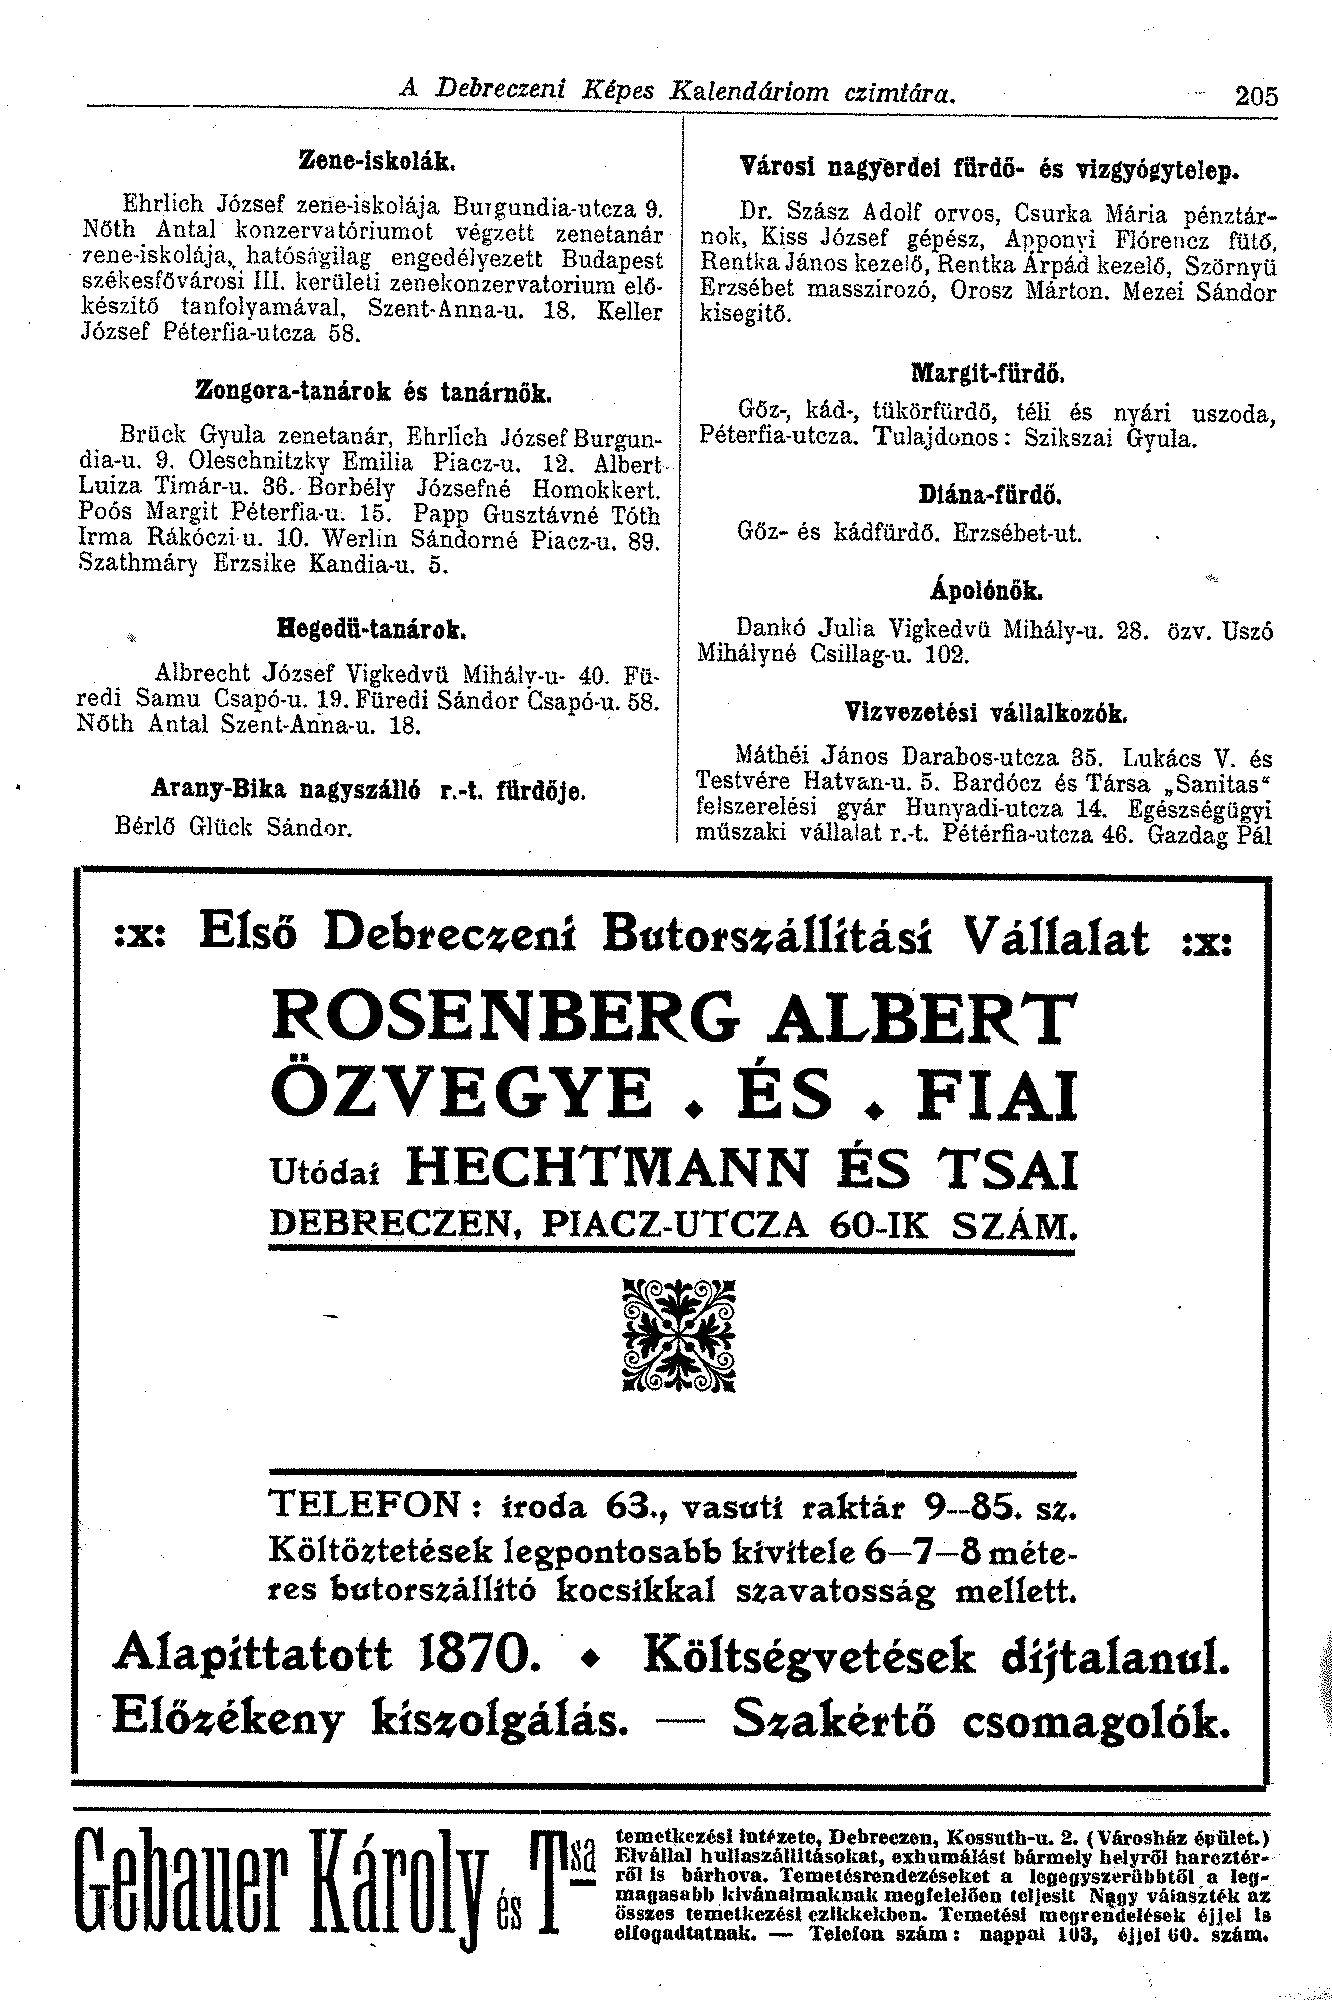 A Debreczeni Képes Kalendáriom czimtára.
205
Zene-iskolák.
Ehrlich József zene-iskolája Burgundia-utcza 9.
Nőth Antal konzervatóriumot végzett zenetanár
zene-iskolája, hatóságilag engedélyezett Budapest
székesfővárosi III. kerületi zenekonzervatorium elő-
készitő tanfolyamával, Szent-Anna-u. 18. Keller
József Péterfia-utcza 58.
Zongora-tanárok és tanárnők.
Brück Gyula zenetanár, Ehrlich József Burgun-
dia-u. 9. Oleschnitzky Emilia Piacz-u. 12. Albert
Luiza Timár-u. 36. Borbély Józsefné Homokkert.
Poós Margit Péterfia-u. 15. Papp Gusztávné Tóth
Irma Rákóczi u. 10. Werlin Sándorné Piacz-u. 89.
Szathmáry Erzsike Kandia-u. 5.
Hegedü-tanárok.
Albrecht József Vigkedvü Mihály-u- 40. Fü-
redi Samu Csapó-u. 19. Füredi Sándor Csapó-u. 58.
Nőth Antal Szent-Anna-u. 18.
Arany-Bika nagyszálló r.-t. fürdője.
Bérlő Glück Sándor.
Városi nagyerdei fürdő- és vizgyógytelep.
Dr. Szász Adolf orvos, Csurka Mária pénztár-
nok, Kiss József gépész, Apponyi Flórencz fütő,
Rentka János kezelő, Rentka Árpád kezelő, Szörnyü
Erzsébet masszirozó, Orosz Márton. Mezei Sándor
kisegitő.
Margit-fürdő.
Gőz-, kád-, tükörfürdő, téli és nyári uszoda,
Péterfia-utcza. Tulajdonos: Szikszai Gyula.
Diána-fürdő.
Gőz- és kádfürdő. Erzsébet-ut.
Ápolónők.
Dankó Julia Vigkedvü Mihály-u. 28. özv. Uszó
Mihályné Csillag-u. 102.
Vizvezetési vállalkozók.
Máthéi János Darabos-utcza 35. Lukács V. és
Testvére Hatvan-u. 5. Bardócz és Társa „Sanitas“
felszerelési gyár Hunyadi-utcza 14. Egészségügyi
műszaki vállalat r.-t. Pétérfia-utcza 46. Gazdag Pál
:x: Első Debreczeni Butorszállitási Vállalat :x:
ROSENBERG ALBERT
ÖZVEGYE ⬥ ÉS ⬥ FIAI
Utódai HECHTMANN ÉS TSAI
DEBRECZEN, PIACZ-UTCZA 60-IK SZÁM.
TELEFON: iroda 63., vasuti raktár 9—85. sz.
Költöztetések legpontosabb kivitele 6—7—8 méte-
res butorszállitó kocsikkal szavatosság mellett.
Alapittatott 1870. ⬥ Költségvetések díjtalanul.
Előzékeny kiszolgálás. — Szakértő csomagolók.
Gebauer Károly és Tsa
temetkezési intézete, Debreczen, Kossuth-u. 2. (Városház épület.)
Elvállal hullaszállitásokat, exhumálást bármely helyről harcztér-
ről is bárhova. Temetésrendezéseket a legegyszerübbtől a leg-
magasabb kivánalmaknak megfelelően teljesit Nagy választék az
összes temetkezési czikkekben. Temetési megrendelések éjjel is
elfogadtatnak. — Telefon szám: nappal 103, éjjel 60. szám.